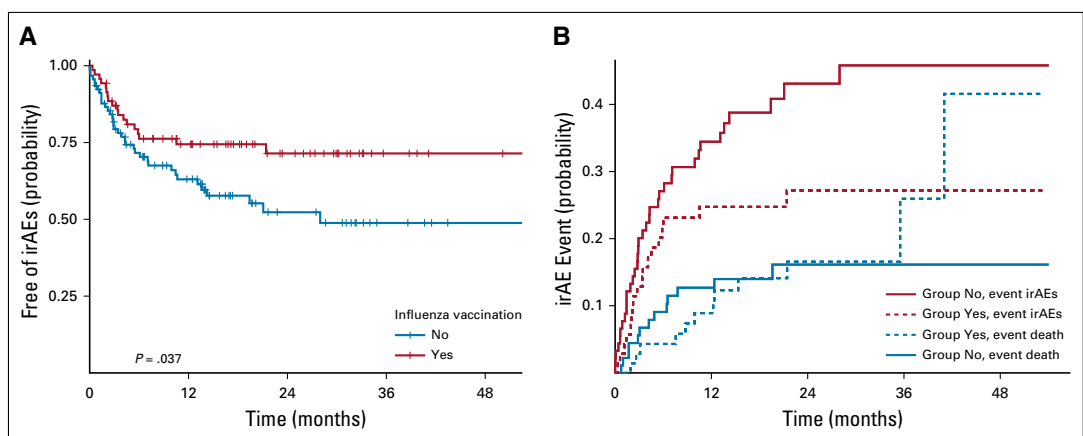 A
Free of irAEs (probability)
1.00
0.75
0.50
0.25
Influenza vaccination
No
Yes
P = .037
0 12 24 36 48
Time (months)
B
irAE Event (probability)
0.4
0.3
0.2
0.1
Group No, event irAEs
Group Yes, event irAEs
Group Yes, event death
Group No, event death
0 12 24 36 48
Time (months)